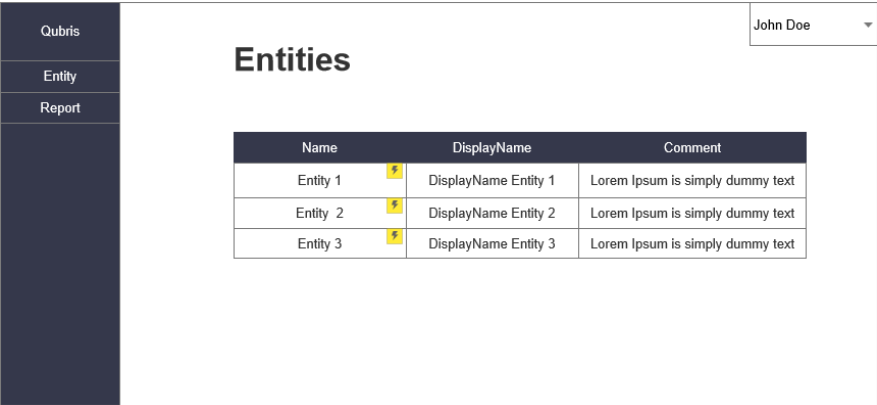 Qubris
John Doe
Entities
Entity
Report
Name DisplayName Comment
Entity 1 DisplayName Entity 1 Lorem Ipsum is simply dummy text
Entity  2 DisplayName Entity 2 Lorem Ipsum is simply dummy text
Entity 3 DisplayName Entity 3 Lorem Ipsum is simply dummy text